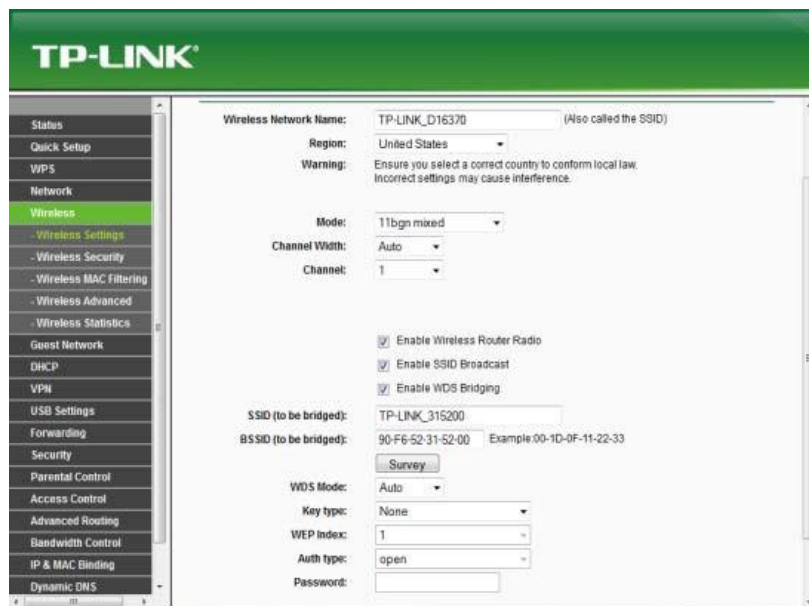 TP-LINK®
Status
Quick Setup
WPS
Network
Wireless
- Wireless Settings
- Wireless Security
- Wireless MAC Filtering
- Wireless Advanced
- Wireless Statistics
Guest Network
DHCP
VPN
USB Settings
Forwarding
Security
Parental Control
Access Control
Advanced Routing
Bandwidth Control
IP & MAC Binding
Dynamic DNS
Wireless Network Name: TP-LINK_D16370 (Also called the SSID)
Region: United States
Warning: Ensure you select a correct country to conform local law.
Incorrect settings may cause interference.
Mode: 11bgn mixed
Channel Width: Auto
Channel: 1
Enable Wireless Router Radio
Enable SSID Broadcast
Enable WDS Bridging
SSID (to be bridged): TP-LINK_315200
BSSID (to be bridged): 90-F6-52-31-52-00 Example:00-1D-0F-11-22-33
Survey
WDS Mode: Auto
Key type: None
WEP Index: 1
Auth type: open
Password: